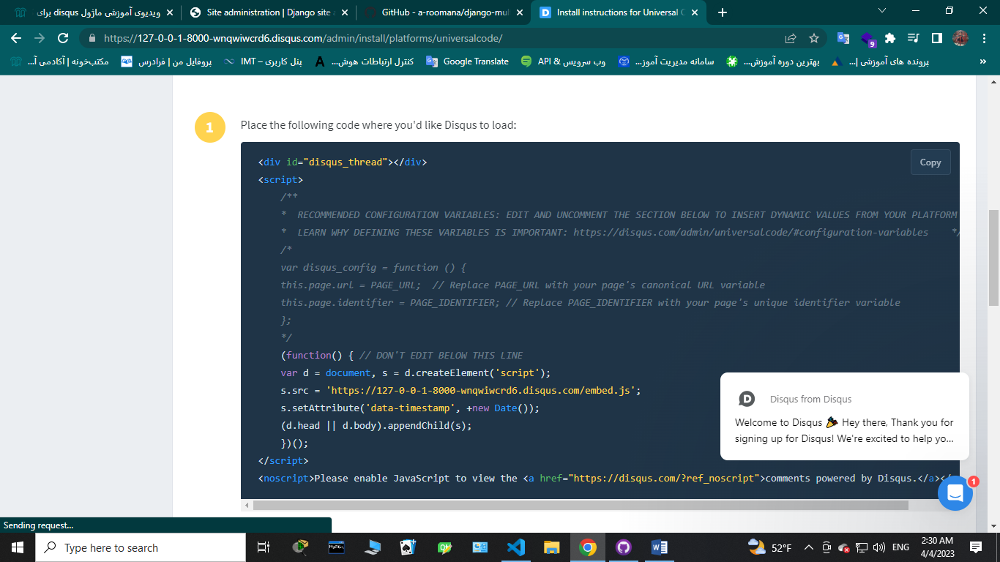 ویدیوی آموزشی ماژول disqus برای
Site administration | Django site a
GitHub - a-roomana/django-mul
Install instructions for Universal C
https://127-0-0-1-8000-wnqwiwcrd6.disqus.com/admin/install/platforms/universalcode/
9
مکتب‌خونه | آکادمی آ...
پروفایل من | فرادرس
پنل کاربری – IMT
کنترل ارتباطات هوش...
Google Translate
وب سرویس & API
سامانه مدیریت آموز...
بهترین دوره آموزش...
پرونده های آموزشی |...
»
1
Place the following code where you'd like Disqus to load:
Copy
<div id="disqus_thread"></div>
<script>
/**
* RECOMMENDED CONFIGURATION VARIABLES: EDIT AND UNCOMMENT THE SECTION BELOW TO INSERT DYNAMIC VALUES FROM YOUR PLATFORM
* LEARN WHY DEFINING THESE VARIABLES IS IMPORTANT: https://disqus.com/admin/universalcode/#configuration-variables */
/*
var disqus_config = function () {
this.page.url = PAGE_URL; // Replace PAGE_URL with your page's canonical URL variable
this.page.identifier = PAGE_IDENTIFIER; // Replace PAGE_IDENTIFIER with your page's unique identifier variable
};
*/
(function() { // DON'T EDIT BELOW THIS LINE
var d = document, s = d.createElement('script');
s.src = 'https://127-0-0-1-8000-wnqwiwcrd6.disqus.com/embed.js';
s.setAttribute('data-timestamp', +new Date());
(d.head || d.body).appendChild(s);
})();
</script>
<noscript>Please enable JavaScript to view the <a href="https://disqus.com/?ref_noscript">comments powered by Disqus.</a></
Disqus from Disqus
Welcome to Disqus 🎉 Hey there, Thank you for
signing up for Disqus! We're excited to help yo...
1
Sending request...
Type here to search
MySQL
52°F
ENG
2:30 AM
4/4/2023